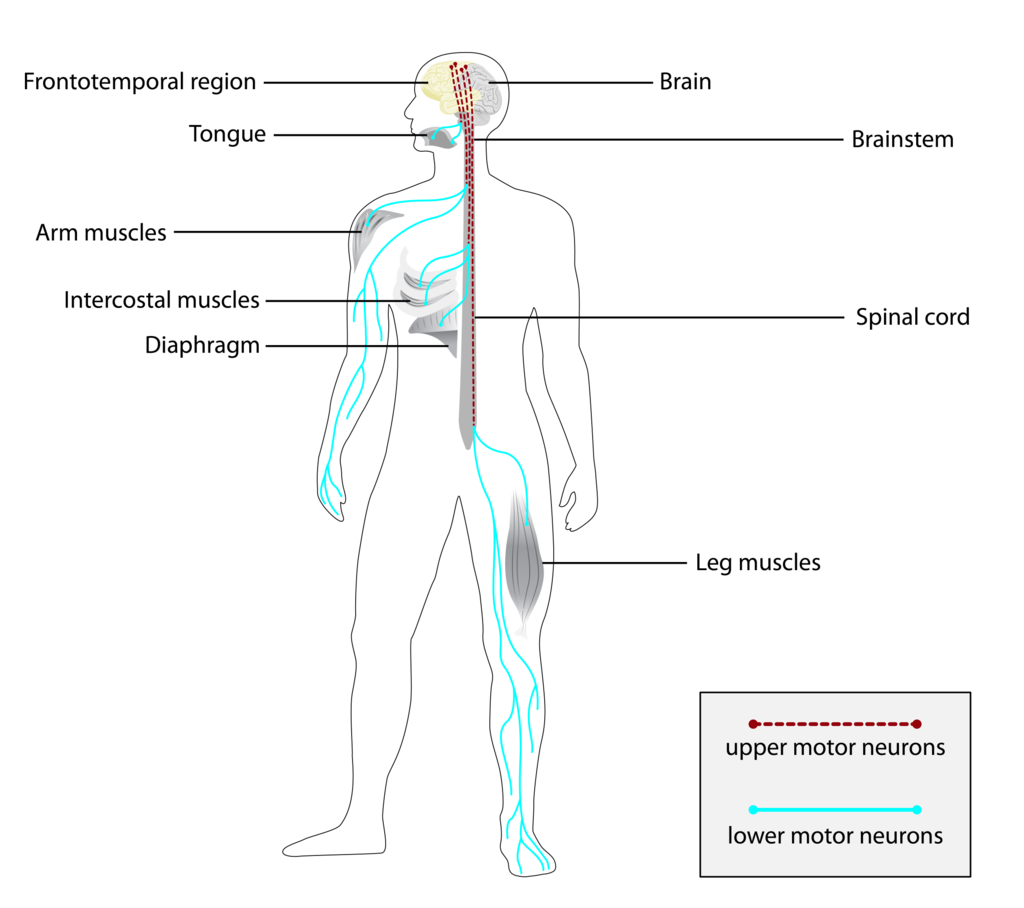 Frontotemporal region
Brain
Tongue
Brainstem
Arm muscles
Intercostal muscles
Spinal cord
Diaphragm
Leg muscles
upper motor neurons
lower motor neurons